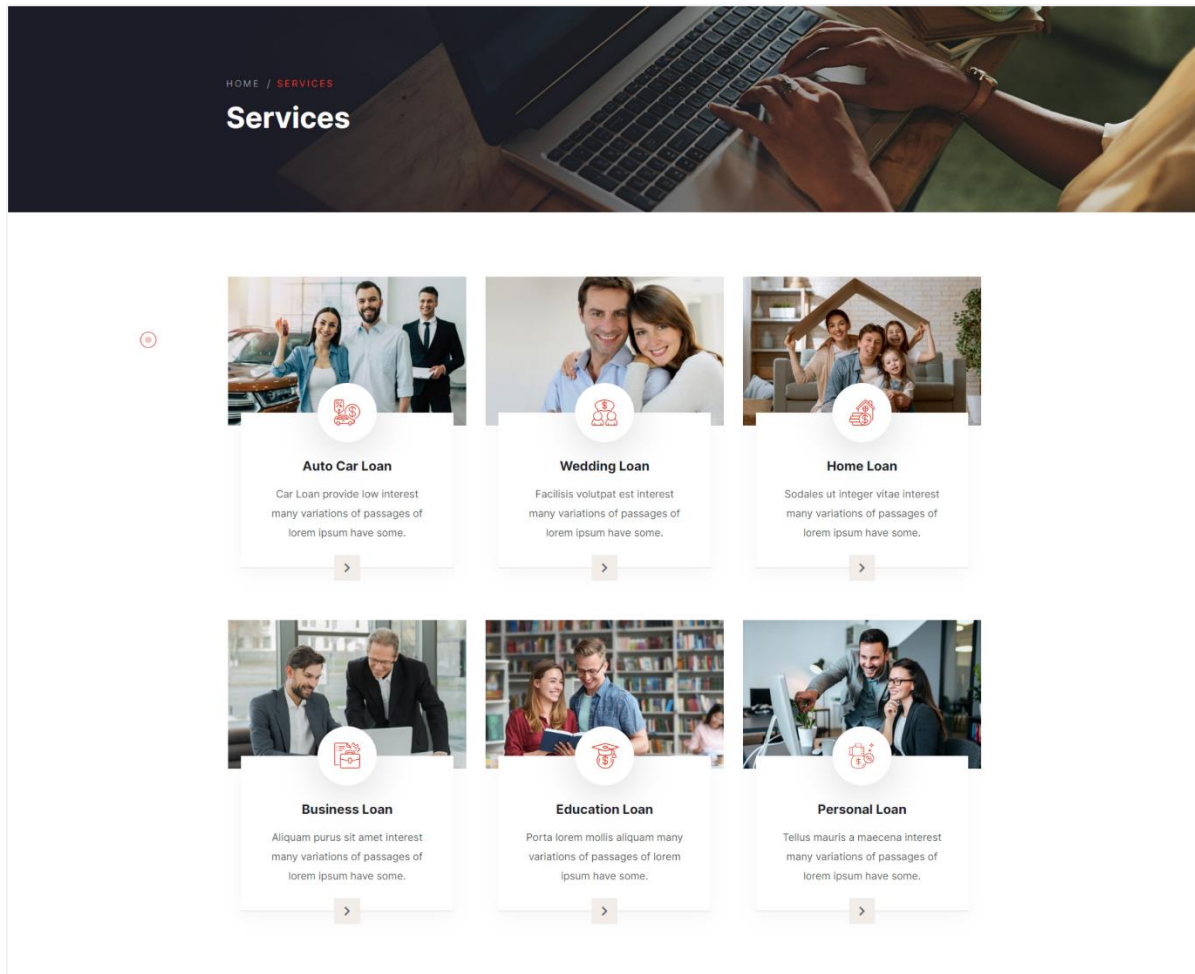 HOME / SERVICES
Services
Auto Car Loan
Car Loan provide low interest
many variations of passages of
lorem ipsum have some.
Wedding Loan
Facilisis volutpat est interest
many variations of passages of
lorem ipsum have some.
Home Loan
Sodales ut integer vitae interest
many variations of passages of
lorem ipsum have some.
Business Loan
Aliquam purus sit amet interest
many variations of passages of
lorem ipsum have some.
Education Loan
Porta lorem mollis aliquam many
variations of passages of lorem
ipsum have some.
Personal Loan
Tellus mauris a maecena interest
many variations of passages of
lorem ipsum have some.